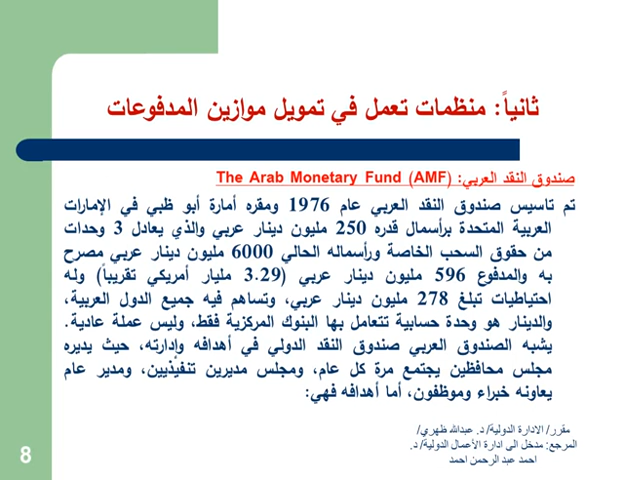 ثانياً: منظمات تعمل في تمويل موازين المدفوعات
صندوق النقد العربي: The Arab Monetary Fund (AMF)
تم تاسيس صندوق النقد العربي عام 1976 ومقره أمارة أبو ظبي في الإمارات
العربية المتحدة برأسمال قدره 250 مليون دينار عربي والذي يعادل 3 وحدات
من حقوق السحب الخاصة ورأسماله الحالي 6000 مليون دينار عربي مصرح
به والمدفوع 596 مليون دينار عربي (3.29 مليار أمريكي تقريباً) وله
احتياطيات تبلغ 278 مليون دينار عربي، وتساهم فيه جميع الدول العربية،
والدينار هو وحدة حسابية تتعامل بها البنوك المركزية فقط، وليس عملة عادية.
يشبه الصندوق العربي صندوق النقد الدولي في أهدافه وإدارته، حيث يديره
مجلس محافظين يجتمع مرة كل عام، ومجلس مديرين تنفيذيين، ومدير عام
يعاونه خبراء وموظفون، أما أهدافه فهي:
مقرر/ الادارة الدولية/ د. عبدالله ظهري/
المرجع: مدخل الى ادارة الأعمال الدولية/ د.
احمد عبد الرحمن احمد
8